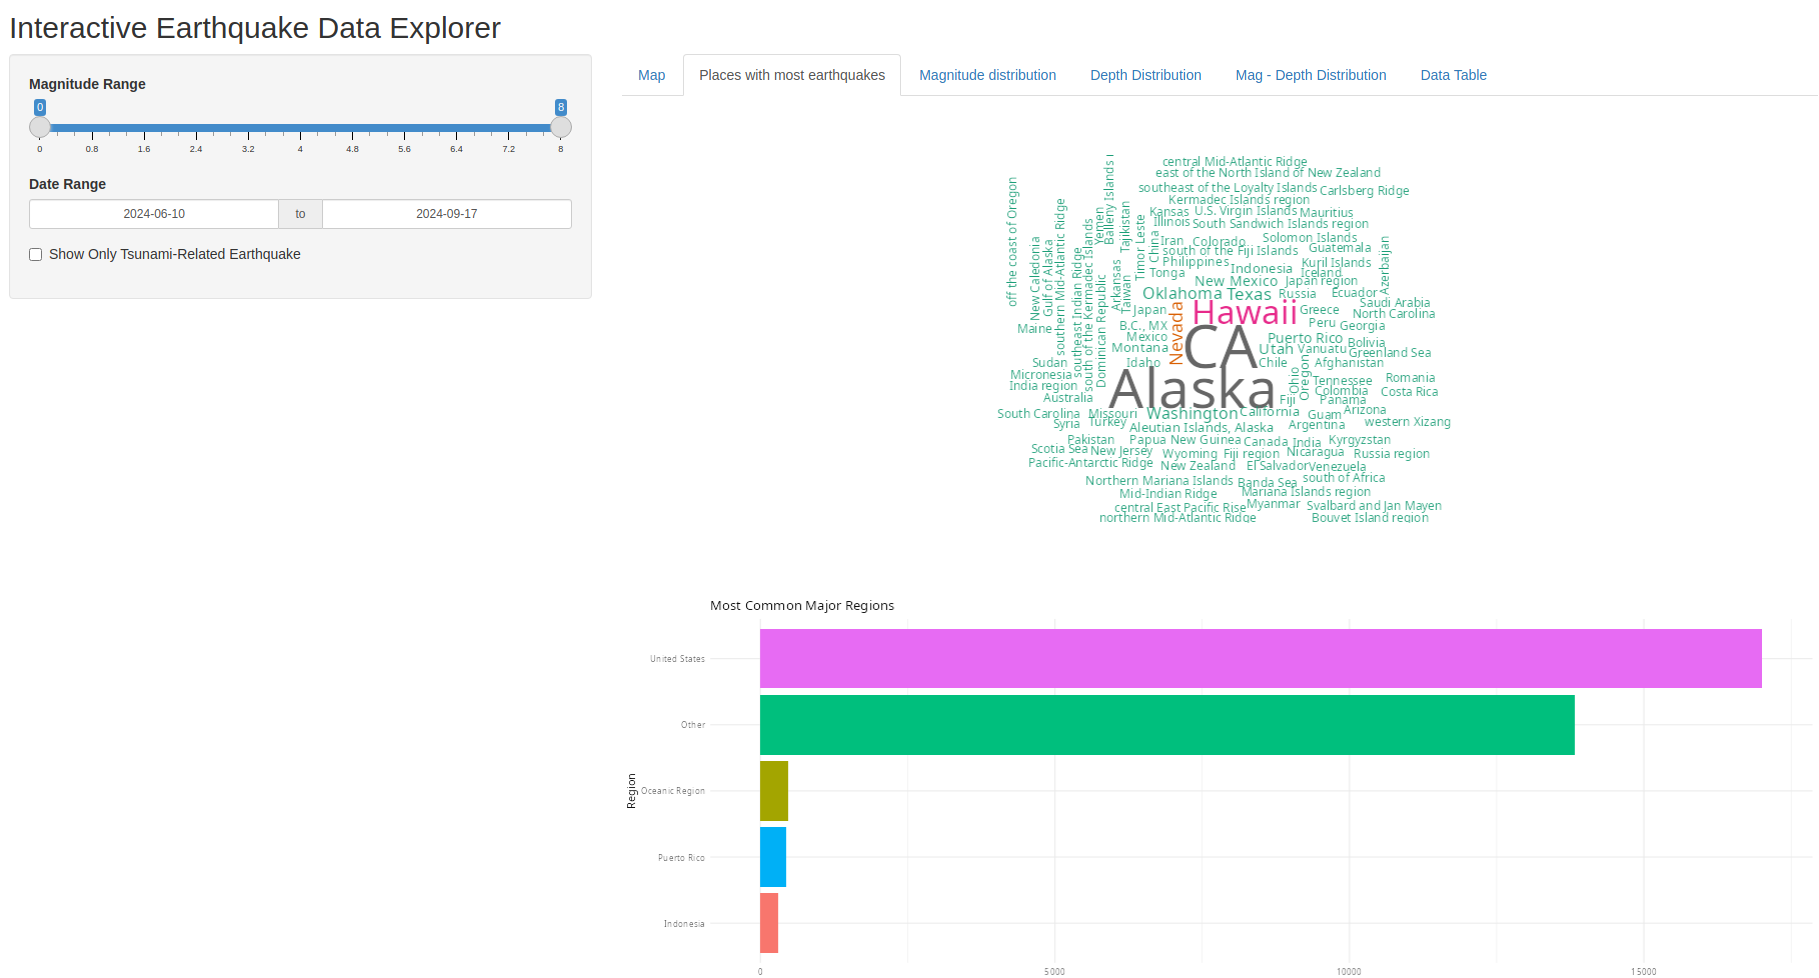 Interactive Earthquake Data Explorer
Magnitude Range
0 8
0 0.8 1.6 2.4 3.2 4 4.8 5.6 6.4 7.2 8
Date Range
2024-06-10 to 2024-09-17
Show Only Tsunami-Related Earthquake
Map Places with most earthquakes Magnitude distribution Depth Distribution Mag - Depth Distribution Data Table
central Mid-Atlantic Ridge
east of the North Island of New Zealand
southeast of the Loyalty Islands
Carlsberg Ridge
Kermadec Islands region
Kansas
U.S. Virgin Islands
Mauritius
Illinois
South Sandwich Islands region
Iran
Colorado
Solomon Islands
south of the Fiji Islands
Guatemala
Philippines
Indonesia
Kuril Islands
Tonga
Iceland
New Mexico
Japan region
Oklahoma
Texas
Russia
Ecuador
Saudi Arabia
Japan
Hawaii
Greece
North Carolina
B.C., MX
Peru
Georgia
Maine
Mexico
CA
Puerto Rico
Bolivia
Montana
Utah
Vanuatu
Greenland Sea
Sudan
Idaho
Chile
Afghanistan
Micronesia
Alaska
Tennessee
Romania
India region
Colombia
Costa Rica
Australia
Fiji
Panama
South Carolina
Missouri
Washington
California
Guam
Arizona
Syria
Turkey
Aleutian Islands, Alaska
Argentina
western Xizang
Pakistan
Papua New Guinea
Canada
India
Kyrgyzstan
Scotia Sea
New Jersey
Wyoming
Fiji region
Nicaragua
Russia region
Pacific-Antarctic Ridge
New Zealand
El Salvador
Venezuela
Northern Mariana Islands
Banda Sea
south of Africa
Mid-Indian Ridge
Mariana Islands region
central East Pacific Rise
Myanmar
Svalbard and Jan Mayen
northern Mid-Atlantic Ridge
Bouvet Island region
off the coast of Oregon
New Caledonia
Gulf of Alaska
southern Mid-Atlantic Ridge
southeast Indian Ridge
south of the Kermadec Islands
Dominican Republic
Yemen
Balleny Islands
Arkansas
Tajikistan
Taiwan
Timor Leste
China
Nevada
Ohio
Oregon
Azerbaijan
Most Common Major Regions
Region
United States
Other
Oceanic Region
Puerto Rico
Indonesia
0 5000 10000 15000